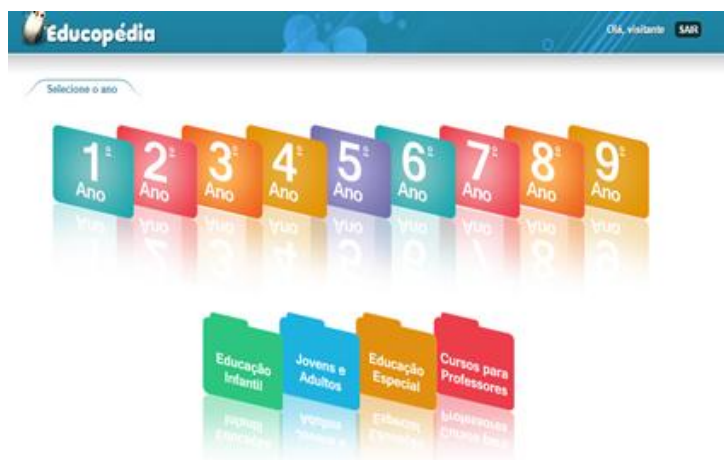 Educopédia
Olá, visitante SAIR
Selecione o ano
1º Ano
2º Ano
3º Ano
4º Ano
5º Ano
6º Ano
7º Ano
8º Ano
9º Ano
Educação
Infantil
Jovens e
Adultos
Educação
Especial
Cursos para
Professores